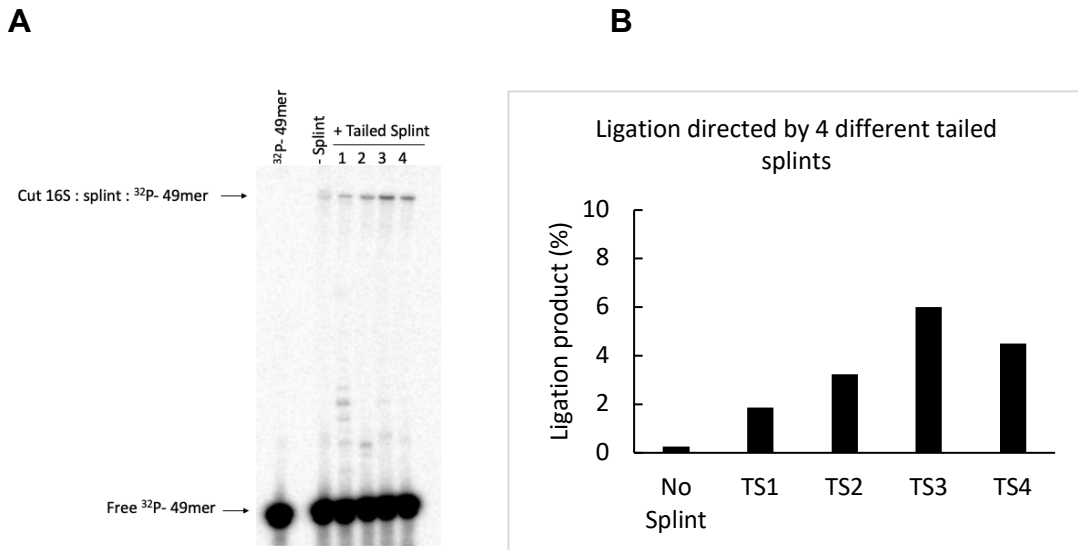 A
B
32P- 49mer
- Splint
+ Tailed Splint
1 2 3 4
Cut 16S : splint : 32P- 49mer
Free 32P- 49mer
Ligation directed by 4 different tailed
splints
Ligation product (%)
10
8
6
4
2
0
No Splint
TS1
TS2
TS3
TS4